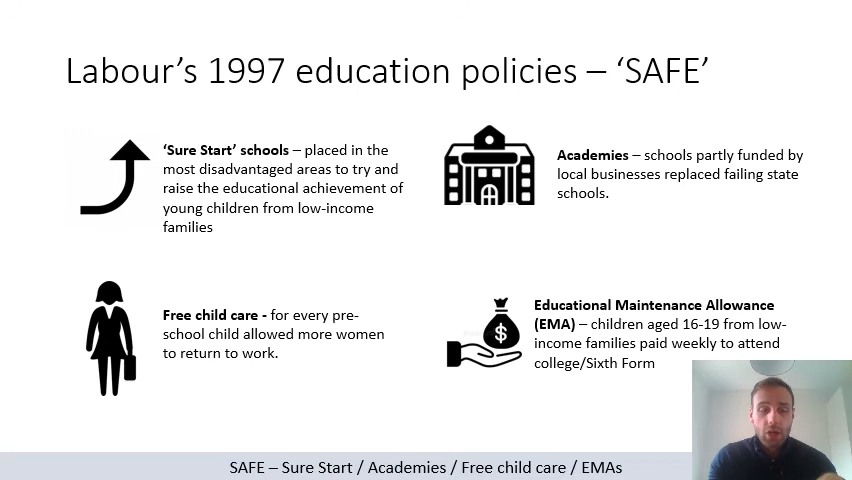 Labour’s 1997 education policies – ‘SAFE’
‘Sure Start’ schools – placed in the
most disadvantaged areas to try and
raise the educational achievement of
young children from low-income
families
Academies – schools partly funded by
local businesses replaced failing state
schools.
Free child care - for every pre-
school child allowed more women
to return to work.
Educational Maintenance Allowance
(EMA) – children aged 16-19 from low-
income families paid weekly to attend
college/Sixth Form
$
SAFE – Sure Start / Academies / Free child care / EMAs